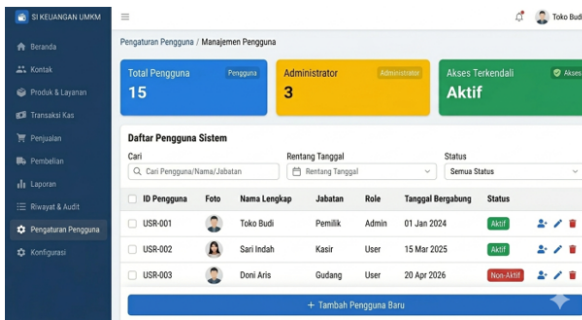 SI KEUANGAN UMKM
Toko Budi
Beranda
Kontak
Produk & Layanan
Transaksi Kas
Penjualan
Pembelian
Laporan
Riwayat & Audit
Pengaturan Pengguna
Konfigurasi
Pengaturan Pengguna / Manajemen Pengguna
Total Pengguna Pengguna
15
Administrator Administrator
3
Akses Terkendali Akses
Aktif
Daftar Pengguna Sistem
Cari Rentang Tanggal Status
Cari Pengguna/Nama/Jabatan Rentang Tanggal Semua Status
ID Pengguna Foto Nama Lengkap Jabatan Role Tanggal Bergabung Status
USR-001 Toko Budi Pemilik Admin 01 Jan 2024 Aktif
USR-002 Sari Indah Kasir User 15 Mar 2025 Aktif
USR-003 Doni Aris Gudang User 20 Apr 2026 Non-Aktif
+ Tambah Pengguna Baru